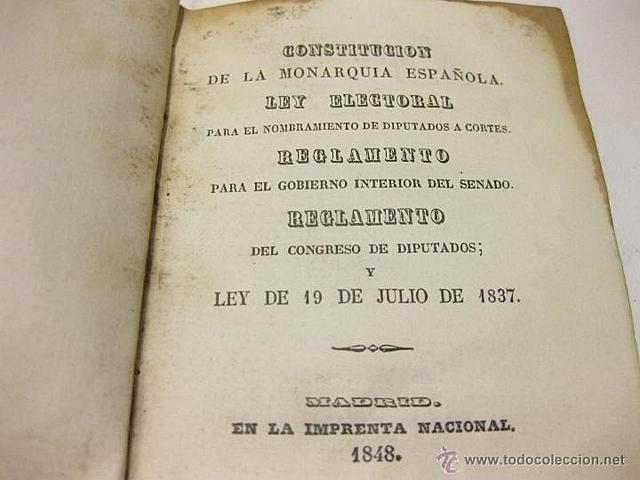 CONSTITUCION
DE LA MONARQUIA ESPAÑOLA.
LEY ELECTORAL
PARA EL NOMBRAMIENTO DE DIPUTADOS A CORTES.
REGLAMENTO
PARA EL GOBIERNO INTERIOR DEL SENADO.
REGLAMENTO
DEL CONGRESO DE DIPUTADOS;
Y
LEY DE 19 DE JULIO DE 1837.
MADRID.
EN LA IMPRENTA NACIONAL.
1848.
© www.todocoleccion.net